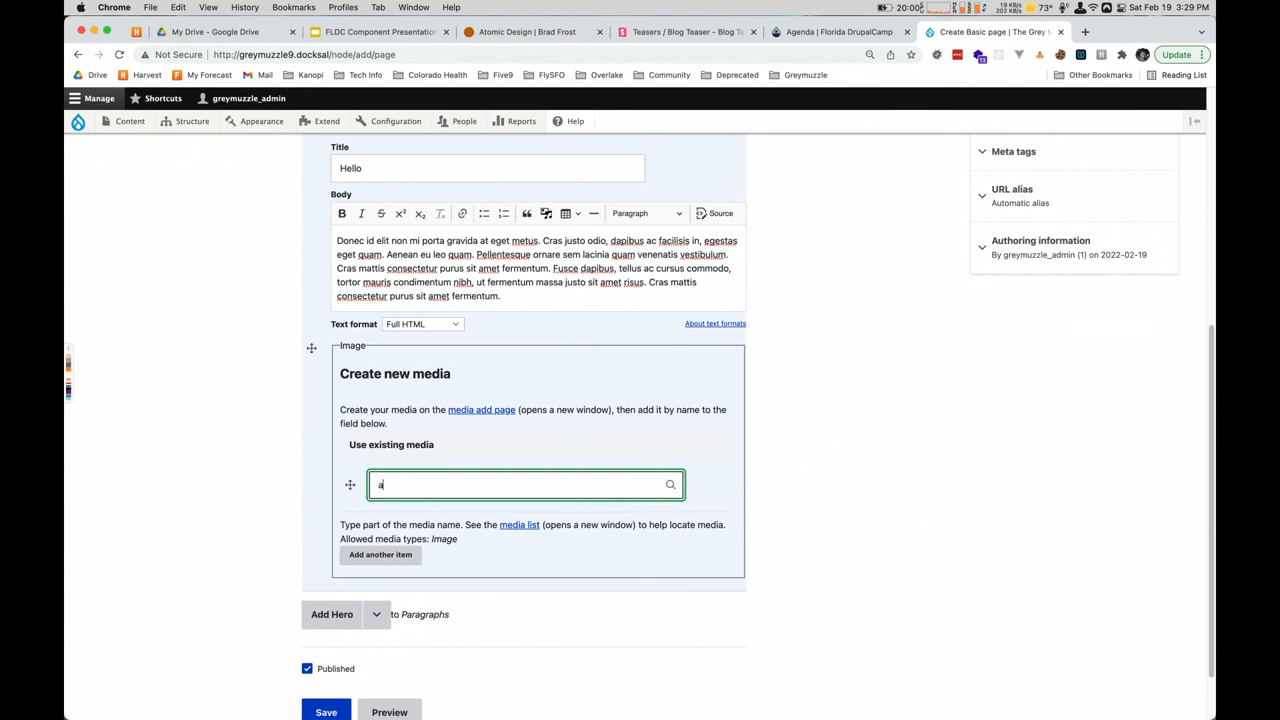 Chrome File Edit View History Bookmarks Profiles Tab Window Help 20:00 19 KB/s 202 KB/s 73° Sat Feb 19 3:29 PM
My Drive - Google Drive FLDC Component Presentation Atomic Design | Brad Frost Teasers / Blog Teaser - Blog Te Agenda | Florida DrupalCamp Create Basic page | The Grey M
Not Secure http://greymuzzle9.docksal/node/add/page Update
Drive Harvest My Forecast Mail Kanopi Tech Info Colorado Health Five9 FlySFO Overlake Community Deprecated Greymuzzle Other Bookmarks Reading List
Manage Shortcuts greymuzzle_admin
Content Structure Appearance Extend Configuration People Reports Help
Title
Hello
Body
Paragraph Source
Donec id elit non mi porta gravida at eget metus. Cras justo odio, dapibus ac facilisis in, egestas
eget quam. Aenean eu leo quam. Pellentesque ornare sem lacinia quam venenatis vestibulum.
Cras mattis consectetur purus sit amet fermentum. Fusce dapibus, tellus ac cursus commodo,
tortor mauris condimentum nibh, ut fermentum massa justo sit amet risus. Cras mattis
consectetur purus sit amet fermentum.
Text format Full HTML About text formats
Image
Create new media
Create your media on the media add page (opens a new window), then add it by name to the
field below.
Use existing media
a
Type part of the media name. See the media list (opens a new window) to help locate media.
Allowed media types: Image
Add another item
Add Hero to Paragraphs
Published
Save Preview
Meta tags
URL alias
Automatic alias
Authoring information
By greymuzzle_admin (1) on 2022-02-19